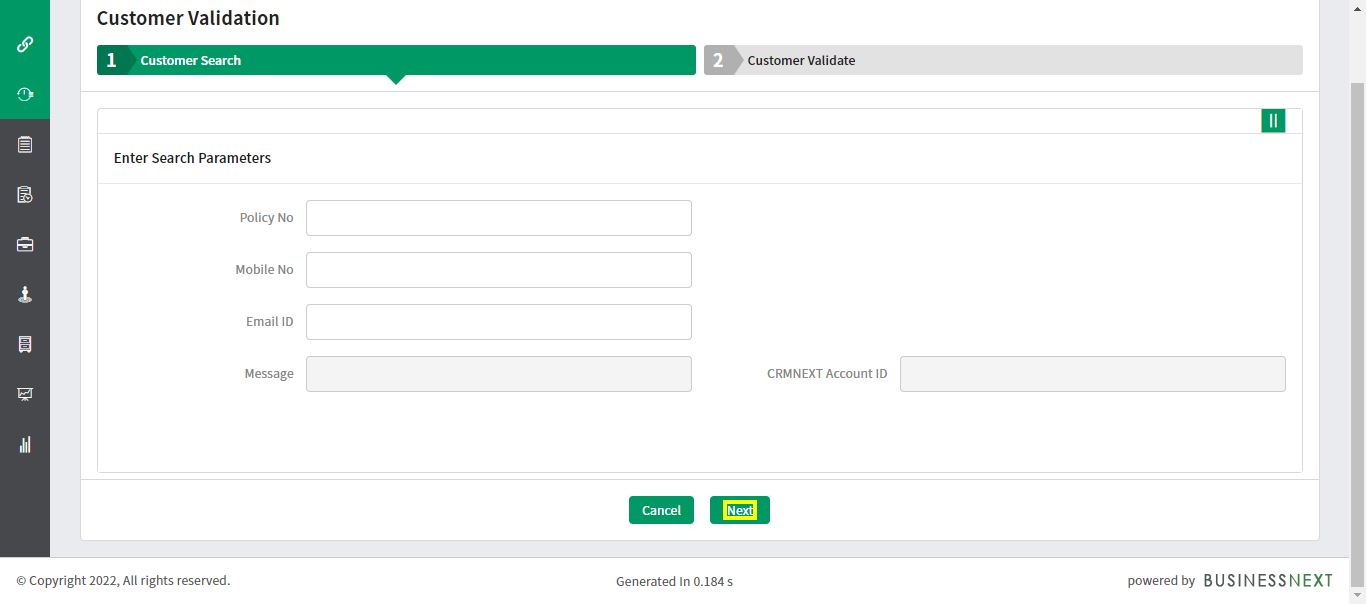 Customer Validation
1 Customer Search
2 Customer Validate
Enter Search Parameters
Policy No
Mobile No
Email ID
Message
CRMNEXT Account ID
Cancel
Next
© Copyright 2022, All rights reserved.
Generated In 0.184 s
powered by BUSINESSNEXT